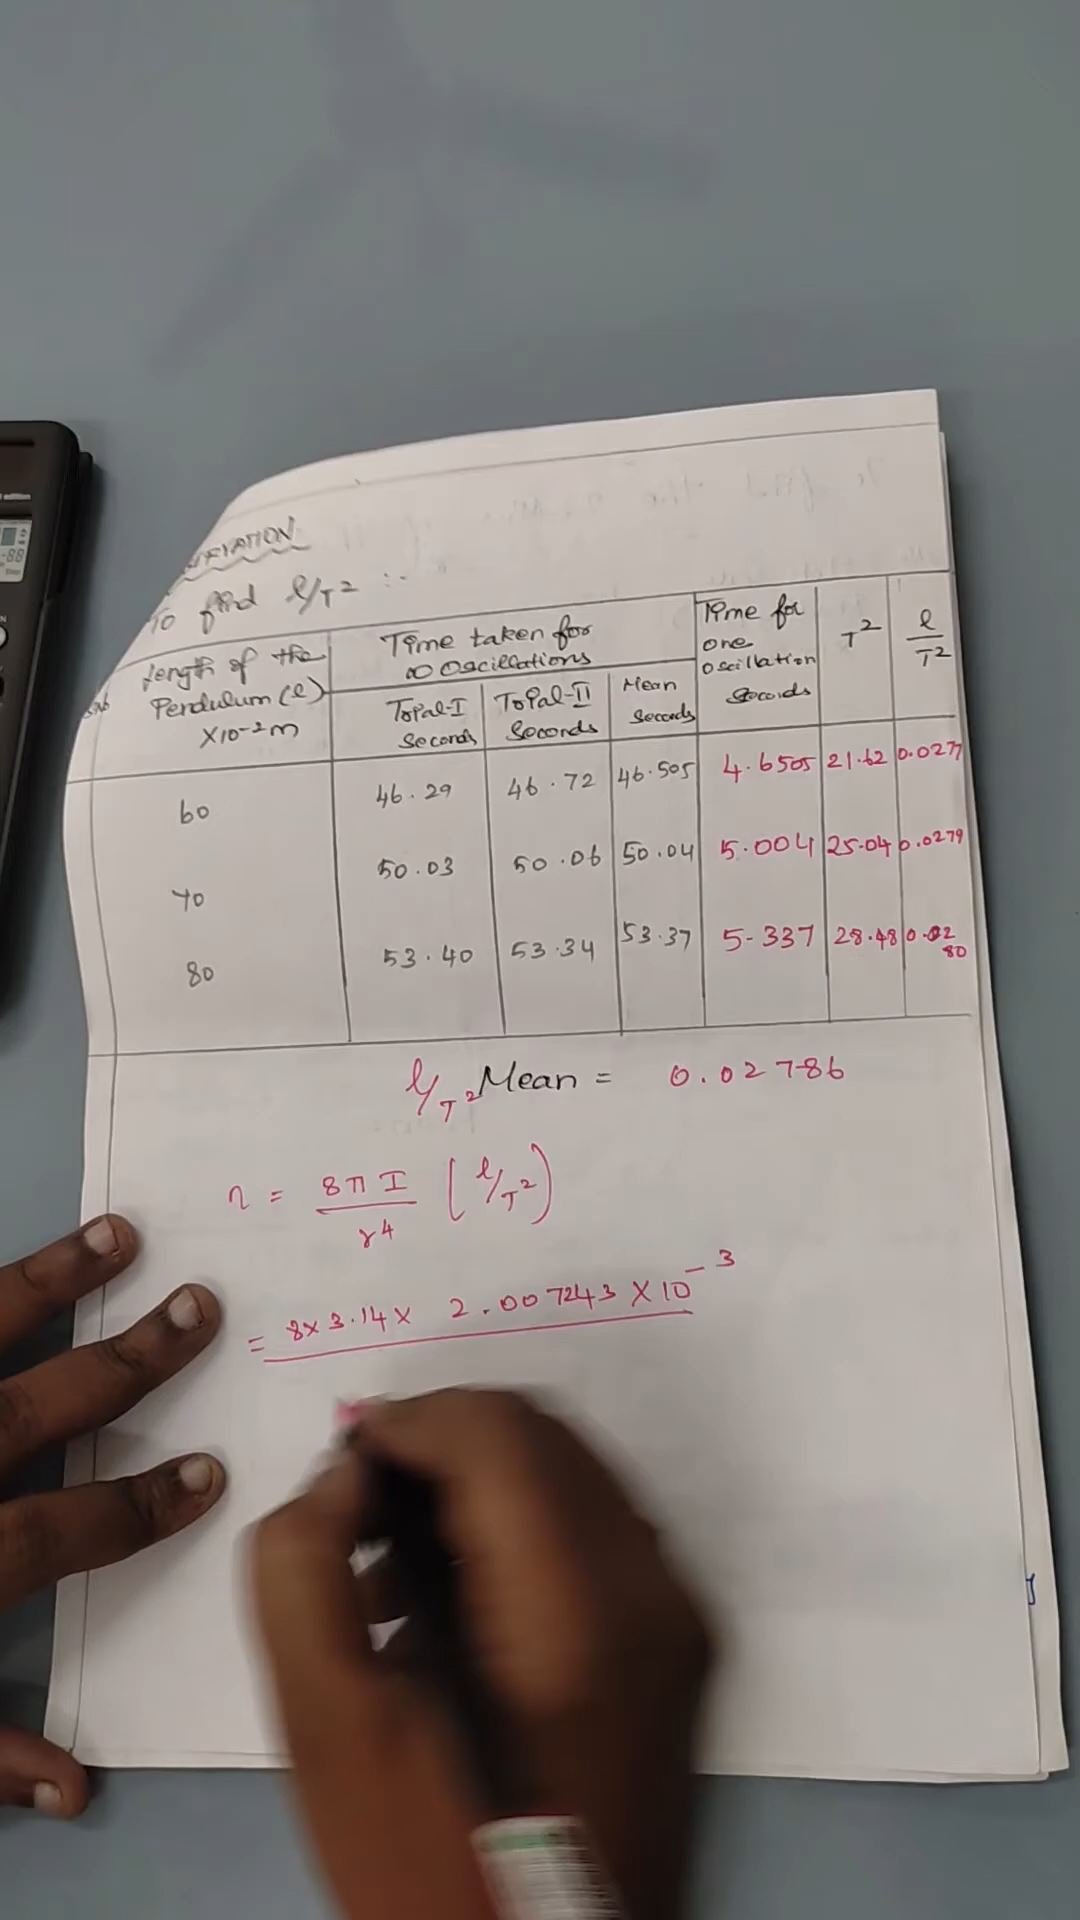 To find l/T² :-
Length of the Pendulum (l) ×10⁻²m
Time taken for 10 Oscillations
Trial-I Seconds
Trial-II Seconds
Mean Seconds
Time for one oscillation seconds
T²
l/T²
60 46.29 46.72 46.505 4.6505 21.62 0.0277
70 50.03 50.06 50.04 5.004 25.04 0.0279
80 53.40 53.34 53.37 5.337 28.48 0.0280
l/T² Mean = 0.02786
η = 8πI/r⁴ (l/T²)
= 8×3.14× 2.007243×10⁻³